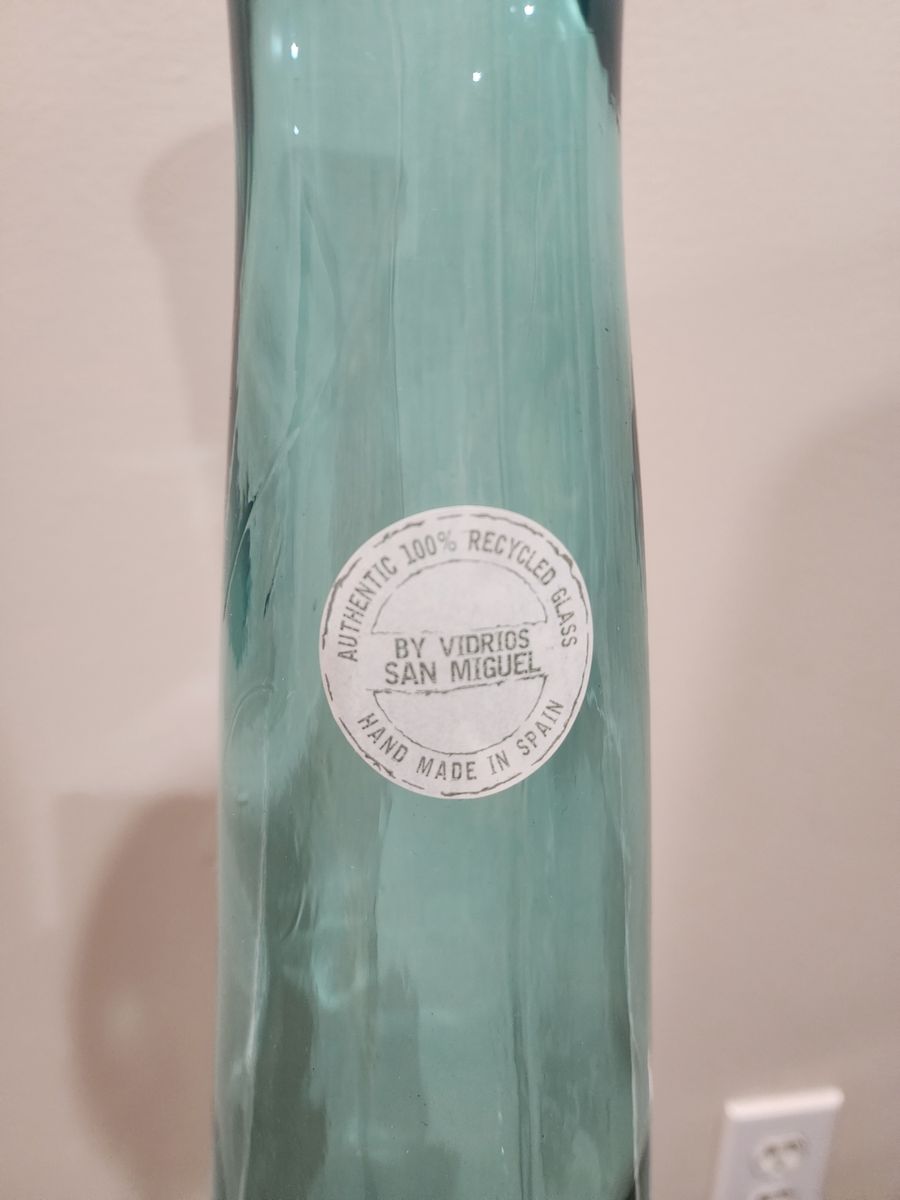 AUTHENTIC 100% RECYCLED GLASS
BY VIDRIOS
SAN MIGUEL
HAND MADE IN SPAIN